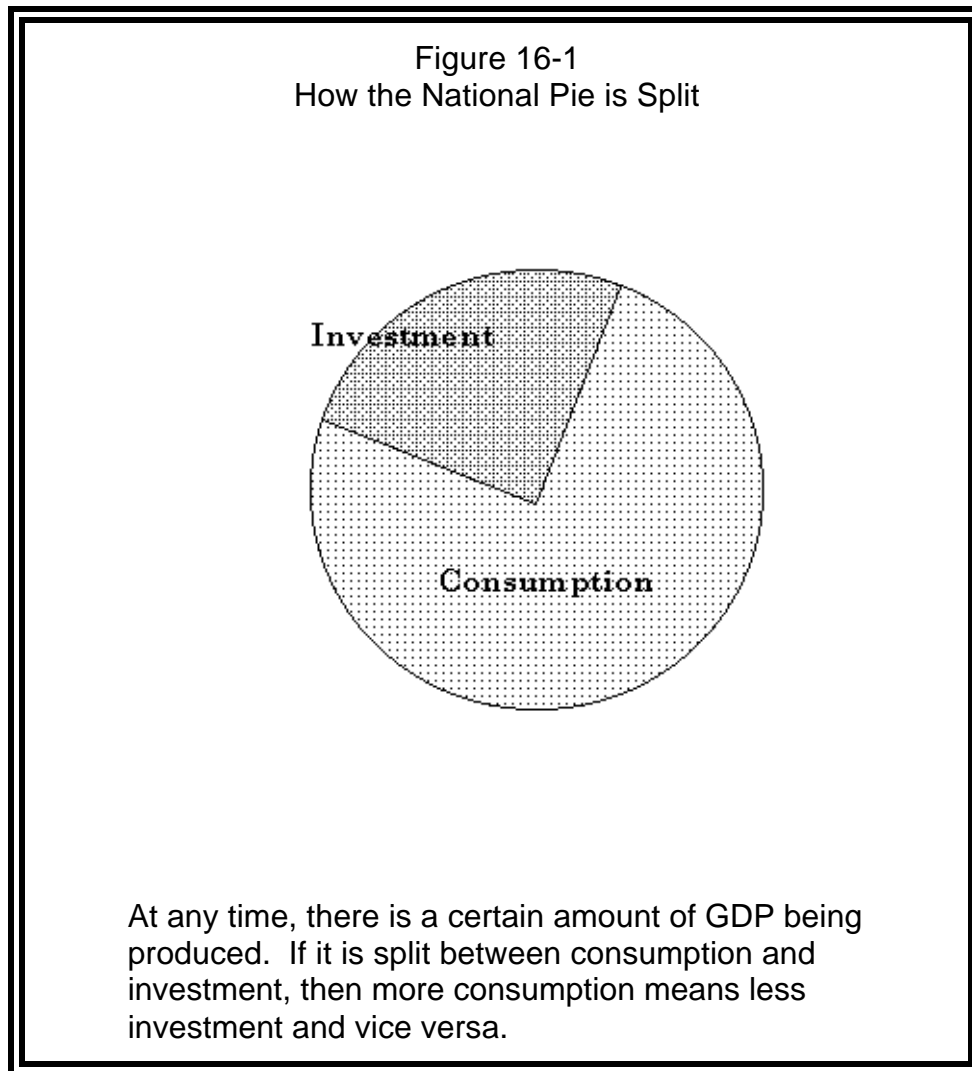 Figure 16-1
How the National Pie is Split
Investment
Consumption
At any time, there is a certain amount of GDP being
produced.  If it is split between consumption and
investment, then more consumption means less
investment and vice versa.